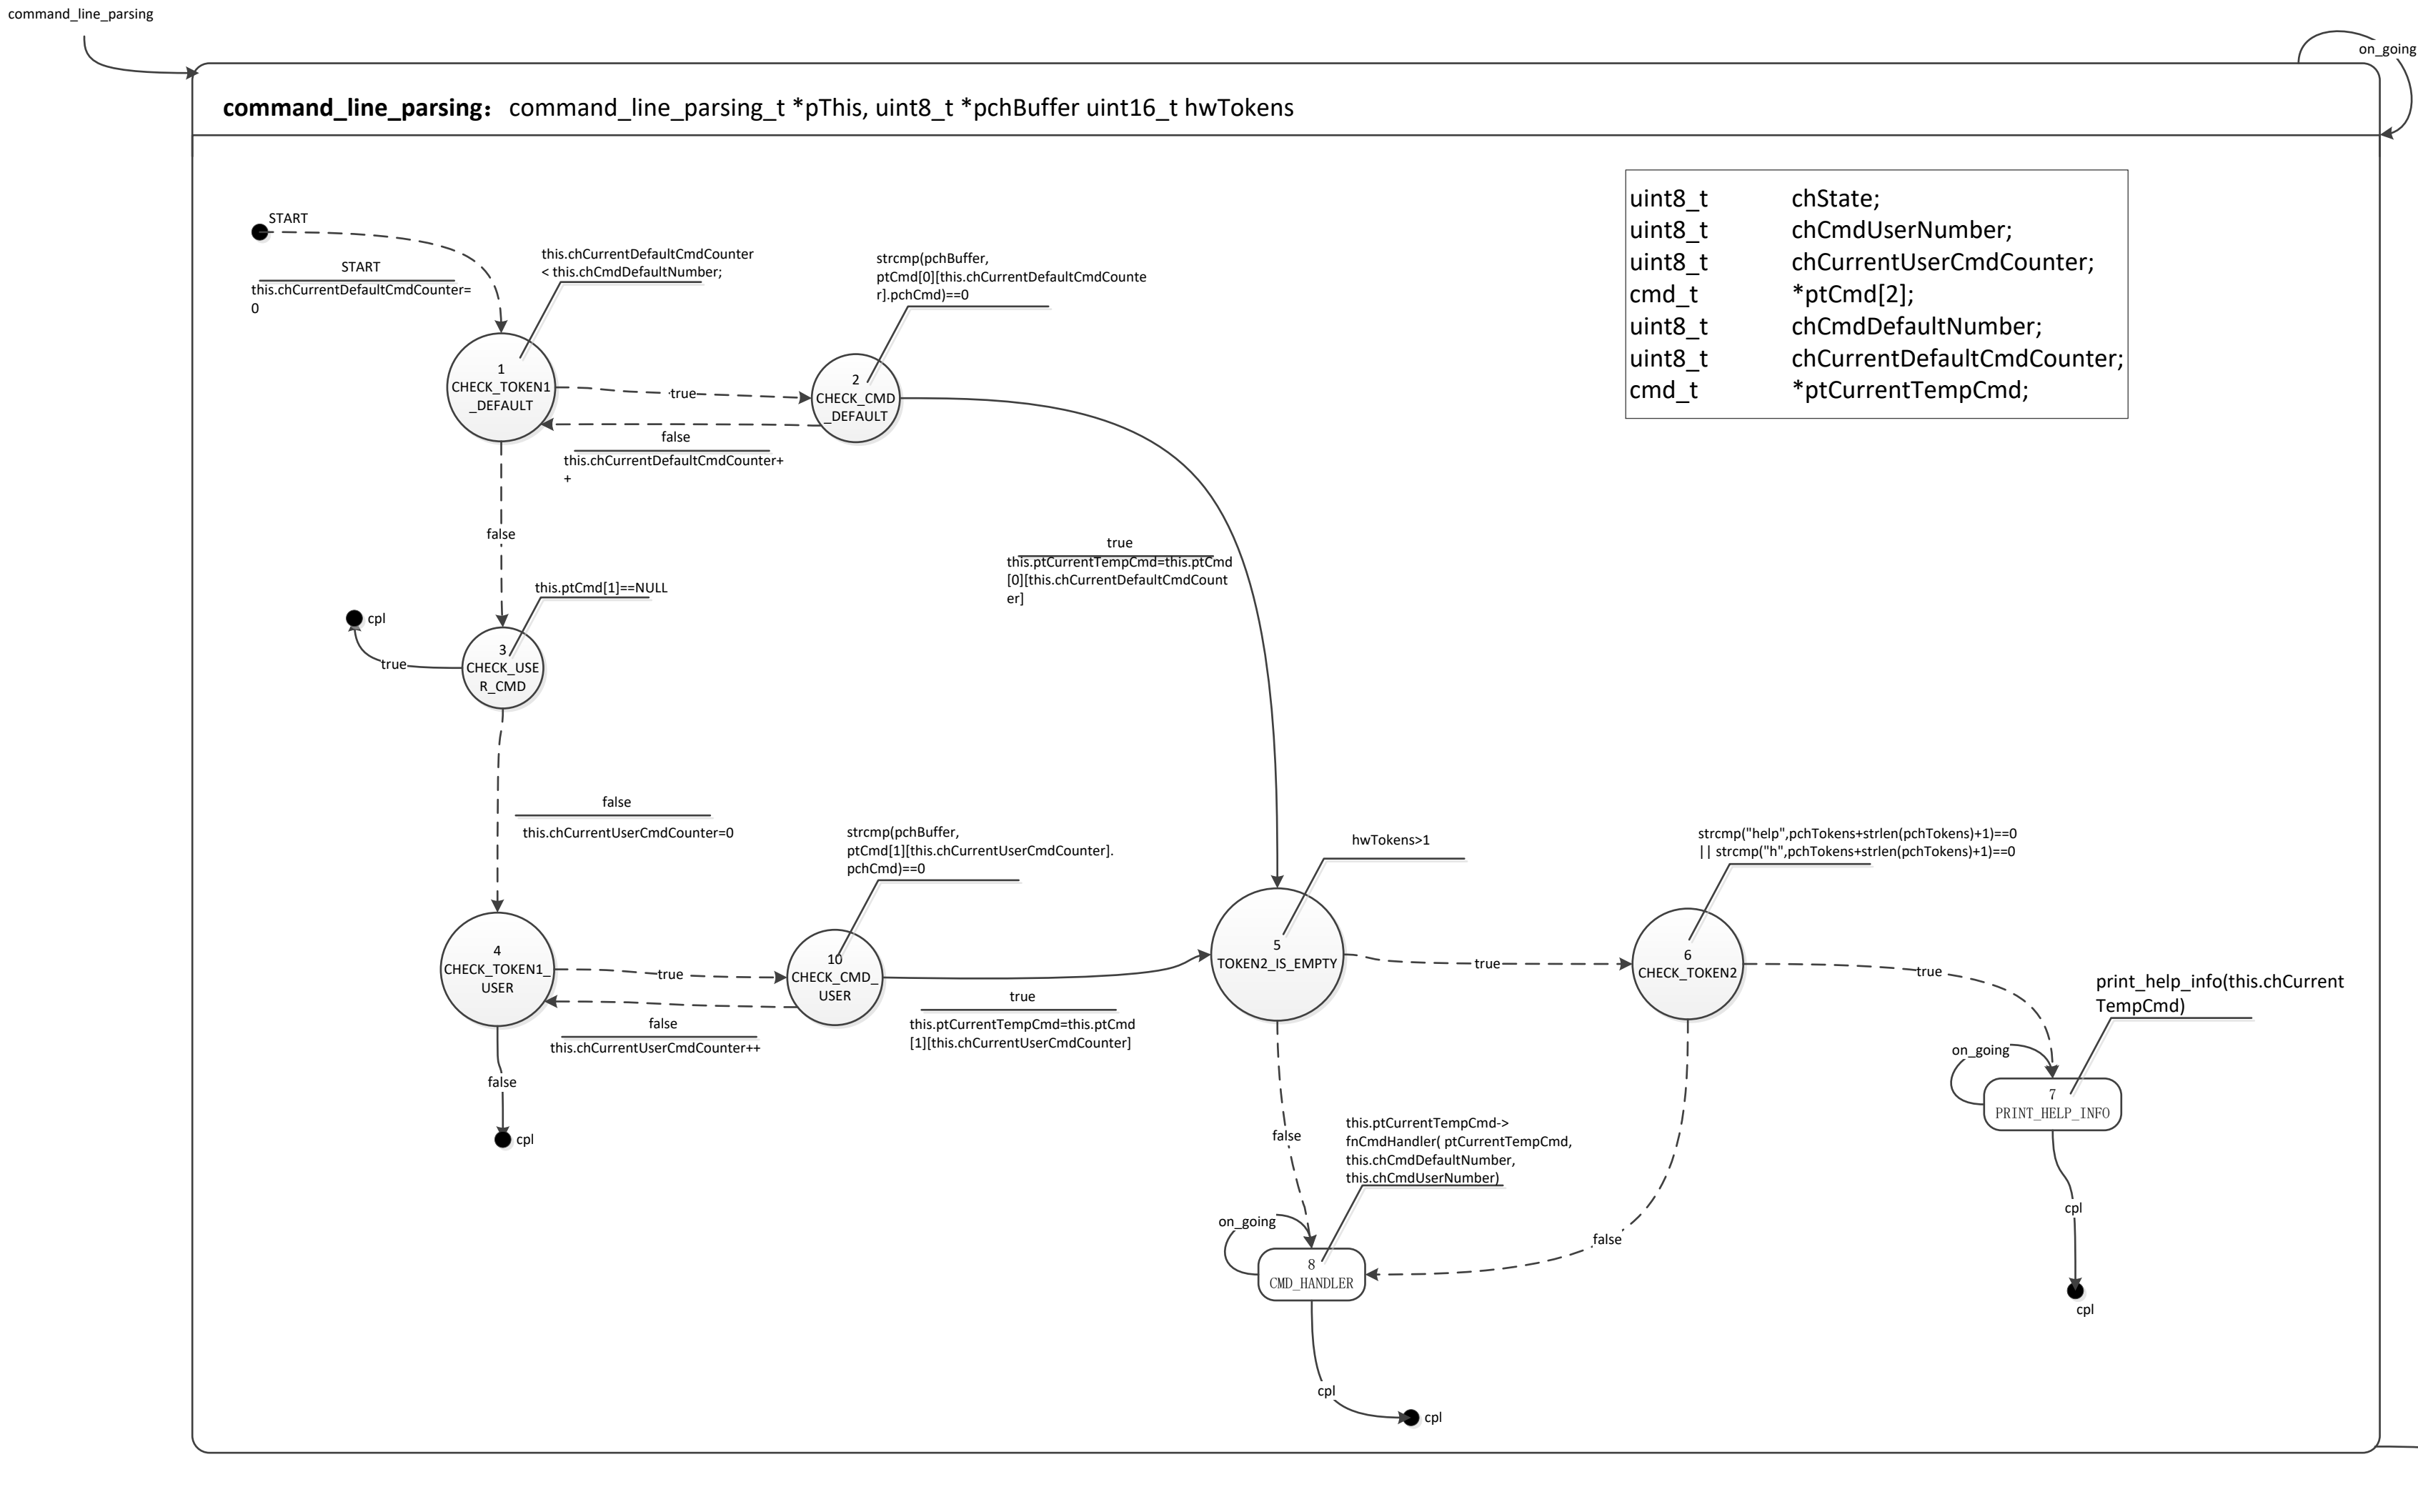 command_line_parsing
on_going
command_line_parsing：command_line_parsing_t *pThis, uint8_t *pchBuffer uint16_t hwTokens
uint8_t chState;
uint8_t chCmdUserNumber;
uint8_t chCurrentUserCmdCounter;
cmd_t *ptCmd[2];
uint8_t chCmdDefaultNumber;
uint8_t chCurrentDefaultCmdCounter;
cmd_t *ptCurrentTempCmd;
START
START
this.chCurrentDefaultCmdCounter=
0
this.chCurrentDefaultCmdCounter
< this.chCmdDefaultNumber;
strcmp(pchBuffer,
ptCmd[0][this.chCurrentDefaultCmdCounte
r].pchCmd)==0
1
CHECK_TOKEN1
_DEFAULT
true
2
CHECK_CMD
_DEFAULT
false
this.chCurrentDefaultCmdCounter+
+
false
true
this.ptCurrentTempCmd=this.ptCmd
[0][this.chCurrentDefaultCmdCount
er]
this.ptCmd[1]==NULL
cpl
true
3
CHECK_USE
R_CMD
false
this.chCurrentUserCmdCounter=0
strcmp(pchBuffer,
ptCmd[1][this.chCurrentUserCmdCounter].
pchCmd)==0
hwTokens>1
strcmp("help",pchTokens+strlen(pchTokens)+1)==0
|| strcmp("h",pchTokens+strlen(pchTokens)+1)==0
4
CHECK_TOKEN1_
USER
true
10
CHECK_CMD_
USER
5
TOKEN2_IS_EMPTY
true
6
CHECK_TOKEN2
true
false
this.chCurrentUserCmdCounter++
true
this.ptCurrentTempCmd=this.ptCmd
[1][this.chCurrentUserCmdCounter]
print_help_info(this.chCurrent
TempCmd)
on_going
7
PRINT_HELP_INFO
false
cpl
false
this.ptCurrentTempCmd->
fnCmdHandler( ptCurrentTempCmd,
this.chCmdDefaultNumber,
this.chCmdUserNumber)
on_going
false
8
CMD_HANDLER
cpl
cpl
cpl
cpl